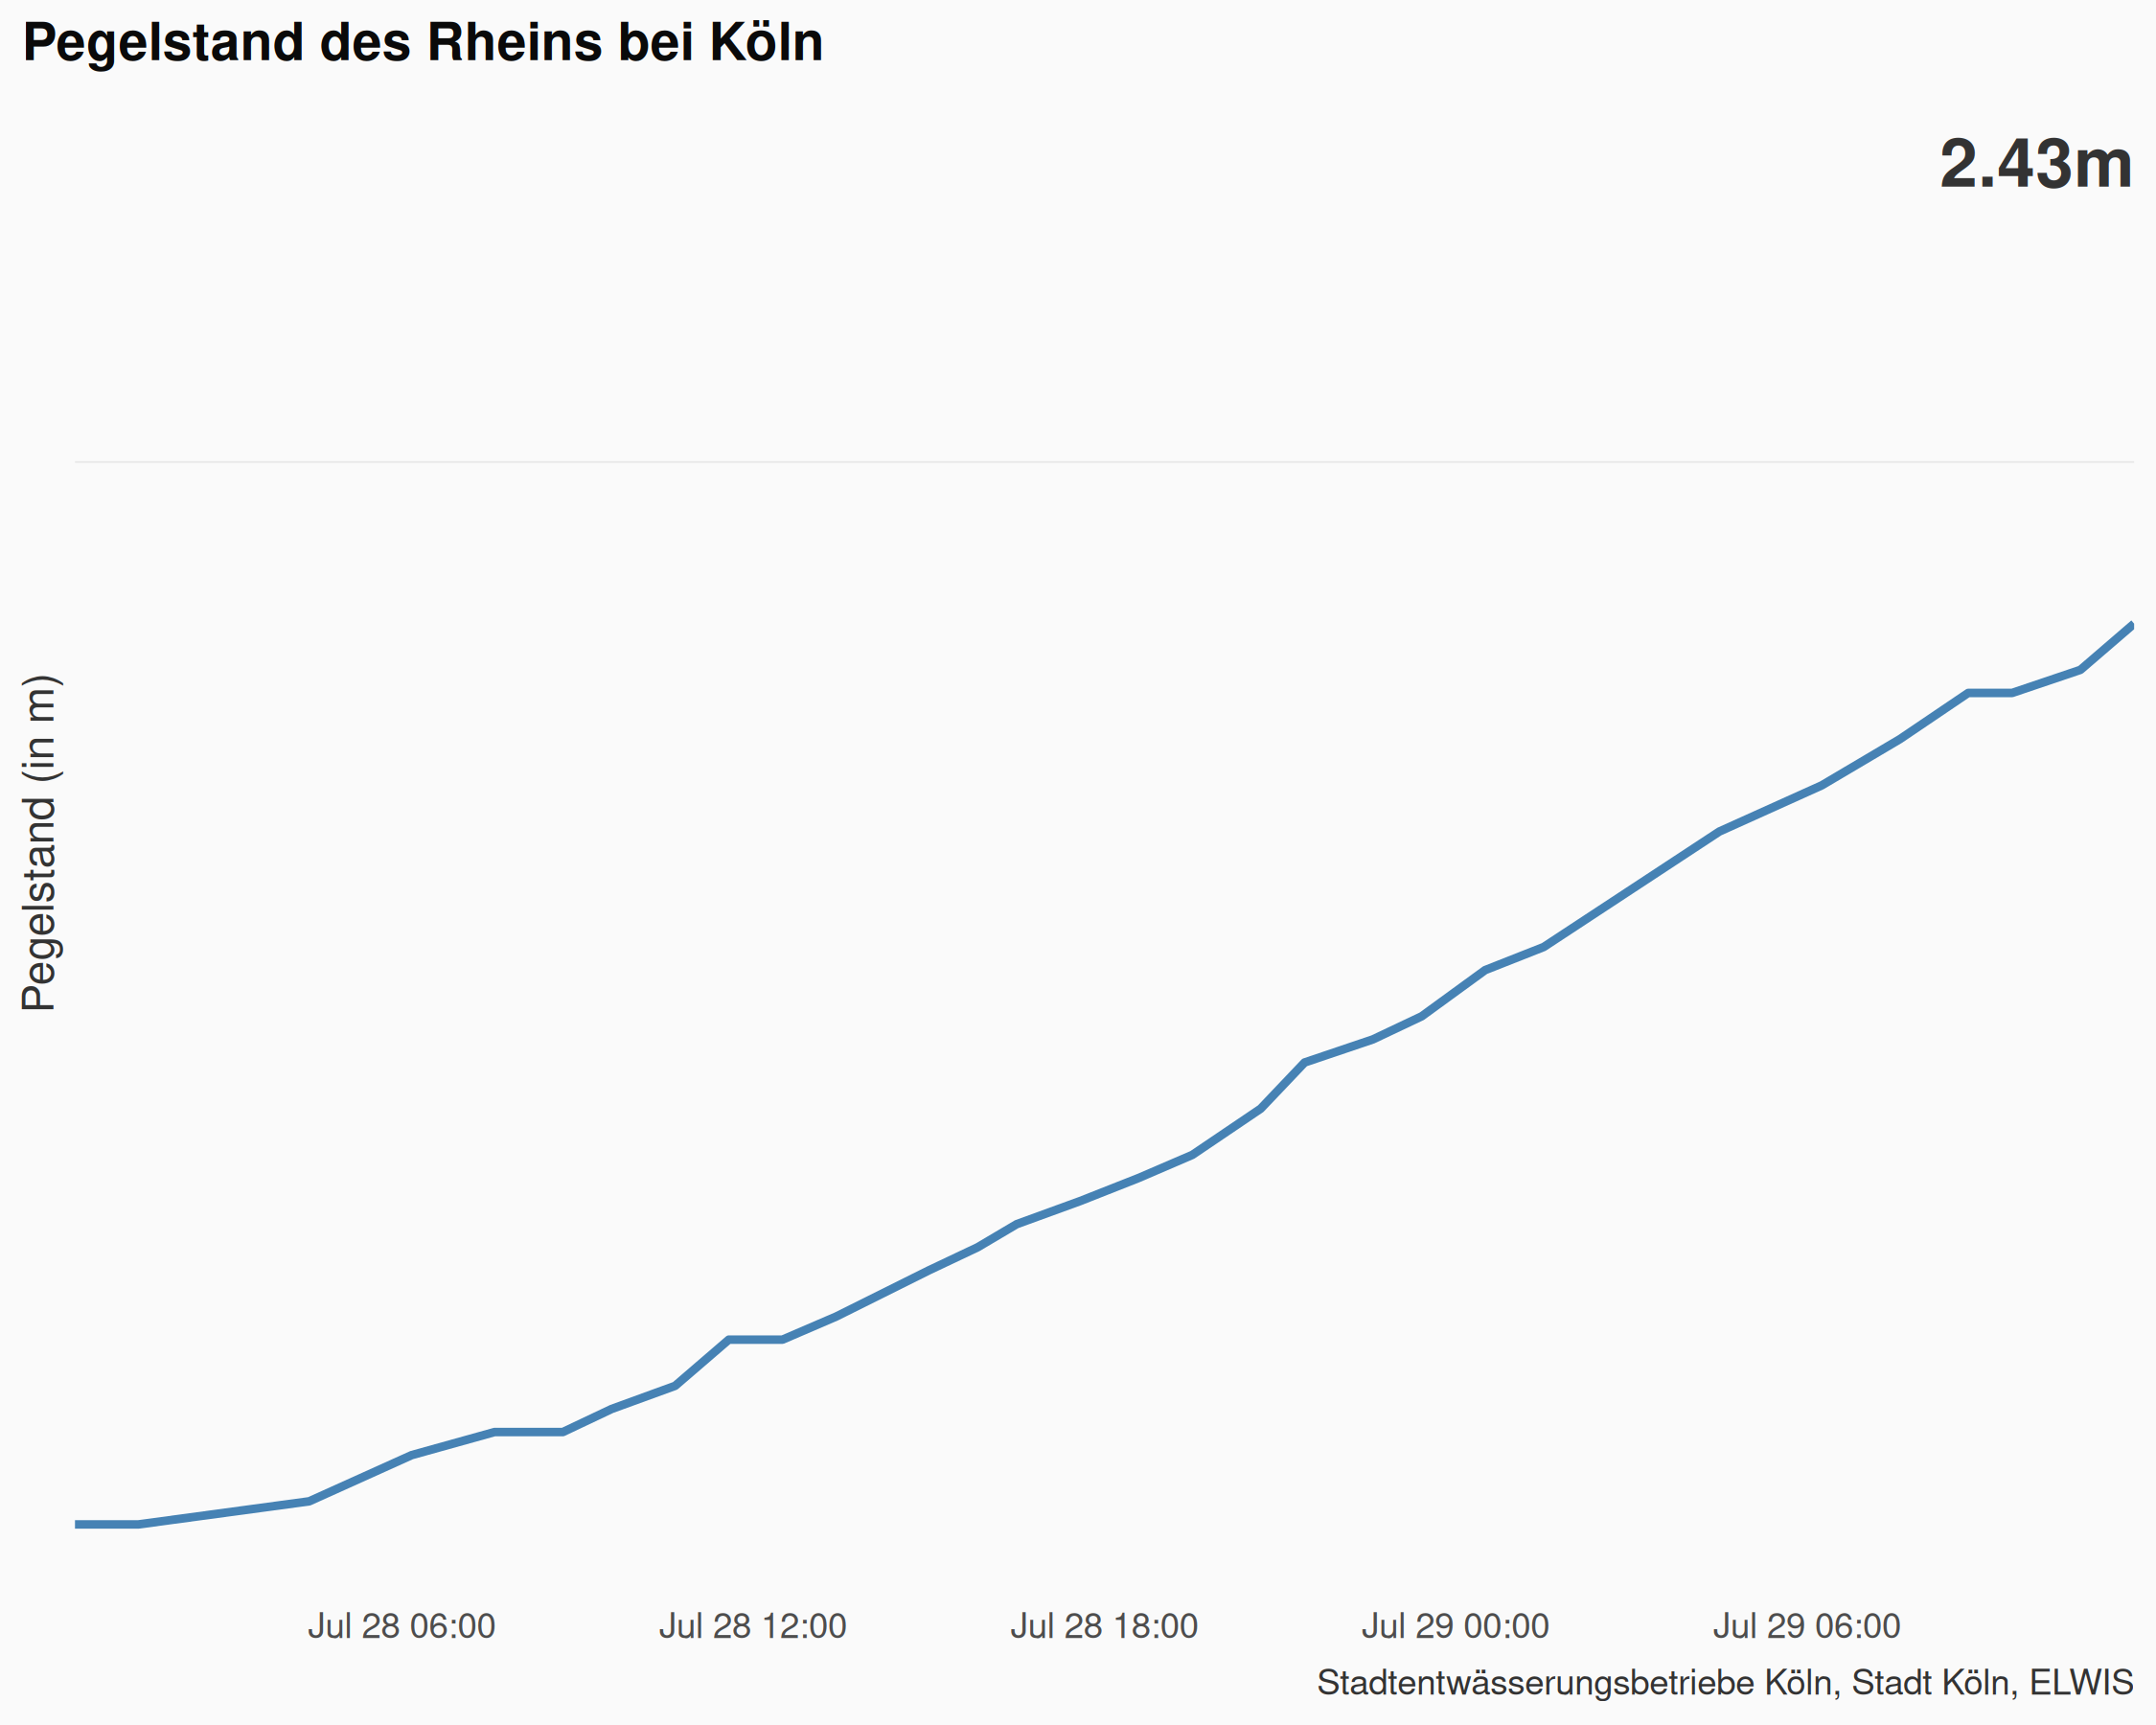 Pegelstand des Rheins bei Köln
2.43m
Pegelstand (in m)
Jul 28 06:00
Jul 28 12:00
Jul 28 18:00
Jul 29 00:00
Jul 29 06:00
Stadtentwässerungsbetriebe Köln, Stadt Köln, ELWIS